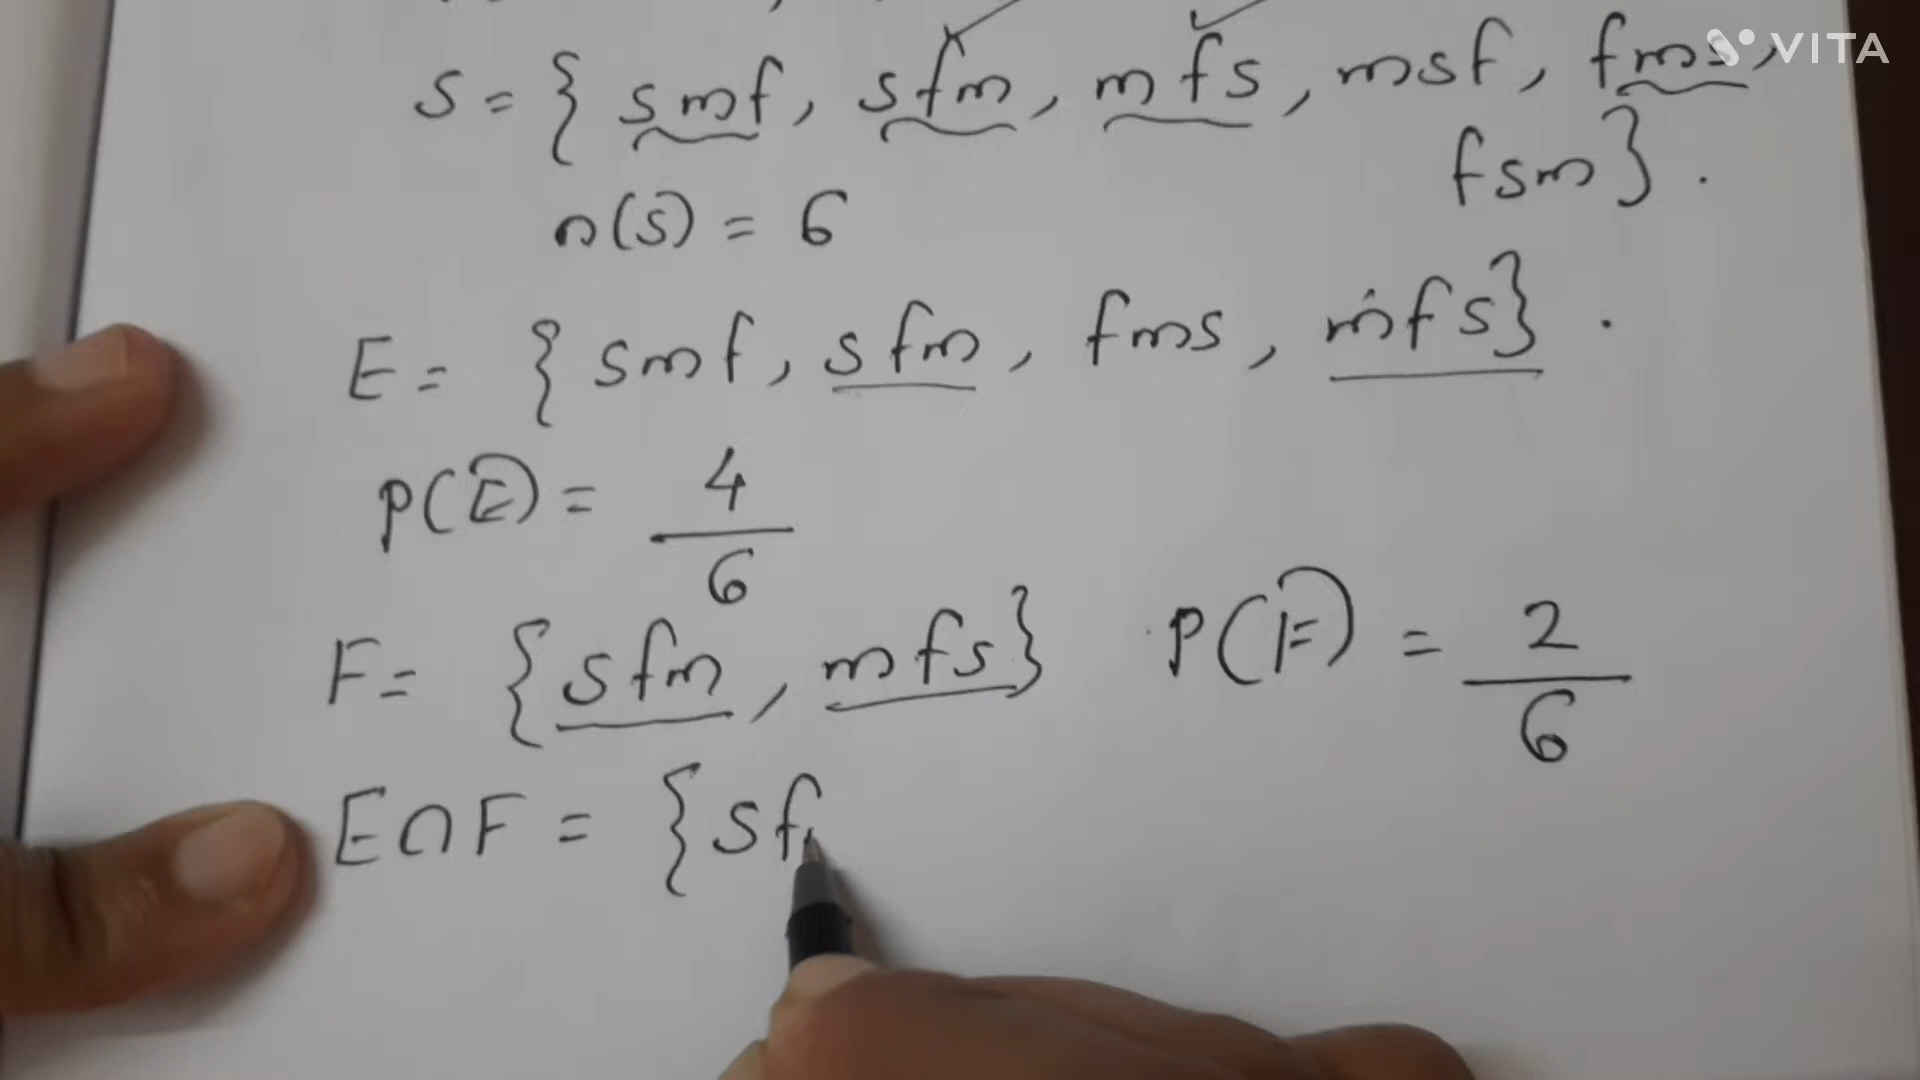 S = { smf, sfm, mfs, msf, fms,
fsm}.
n(S) = 6
E = { smf, sfm, fms, mfs}.
P(E) = 4/6
F = {sfm, mfs} P(F) = 2/6
E∩F = {sf
VITA